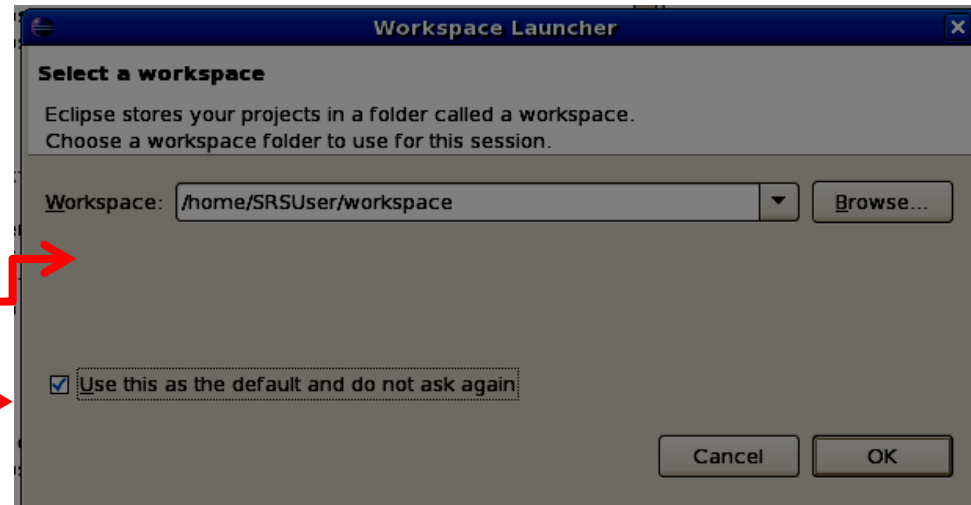 Workspace Launcher
Select a workspace
Eclipse stores your projects in a folder called a workspace.
Choose a workspace folder to use for this session.
Workspace: /home/SRSUser/workspace Browse...
Use this as the default and do not ask again
Cancel OK